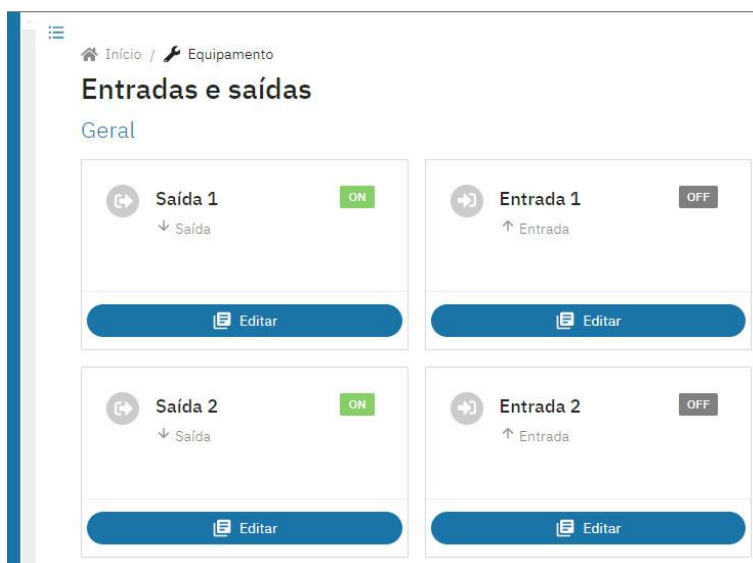 Início / Equipamento
Entradas e saídas
Geral
Saída 1 ON
Saída
Editar
Entrada 1 OFF
Entrada
Editar
Saída 2 ON
Saída
Editar
Entrada 2 OFF
Entrada
Editar